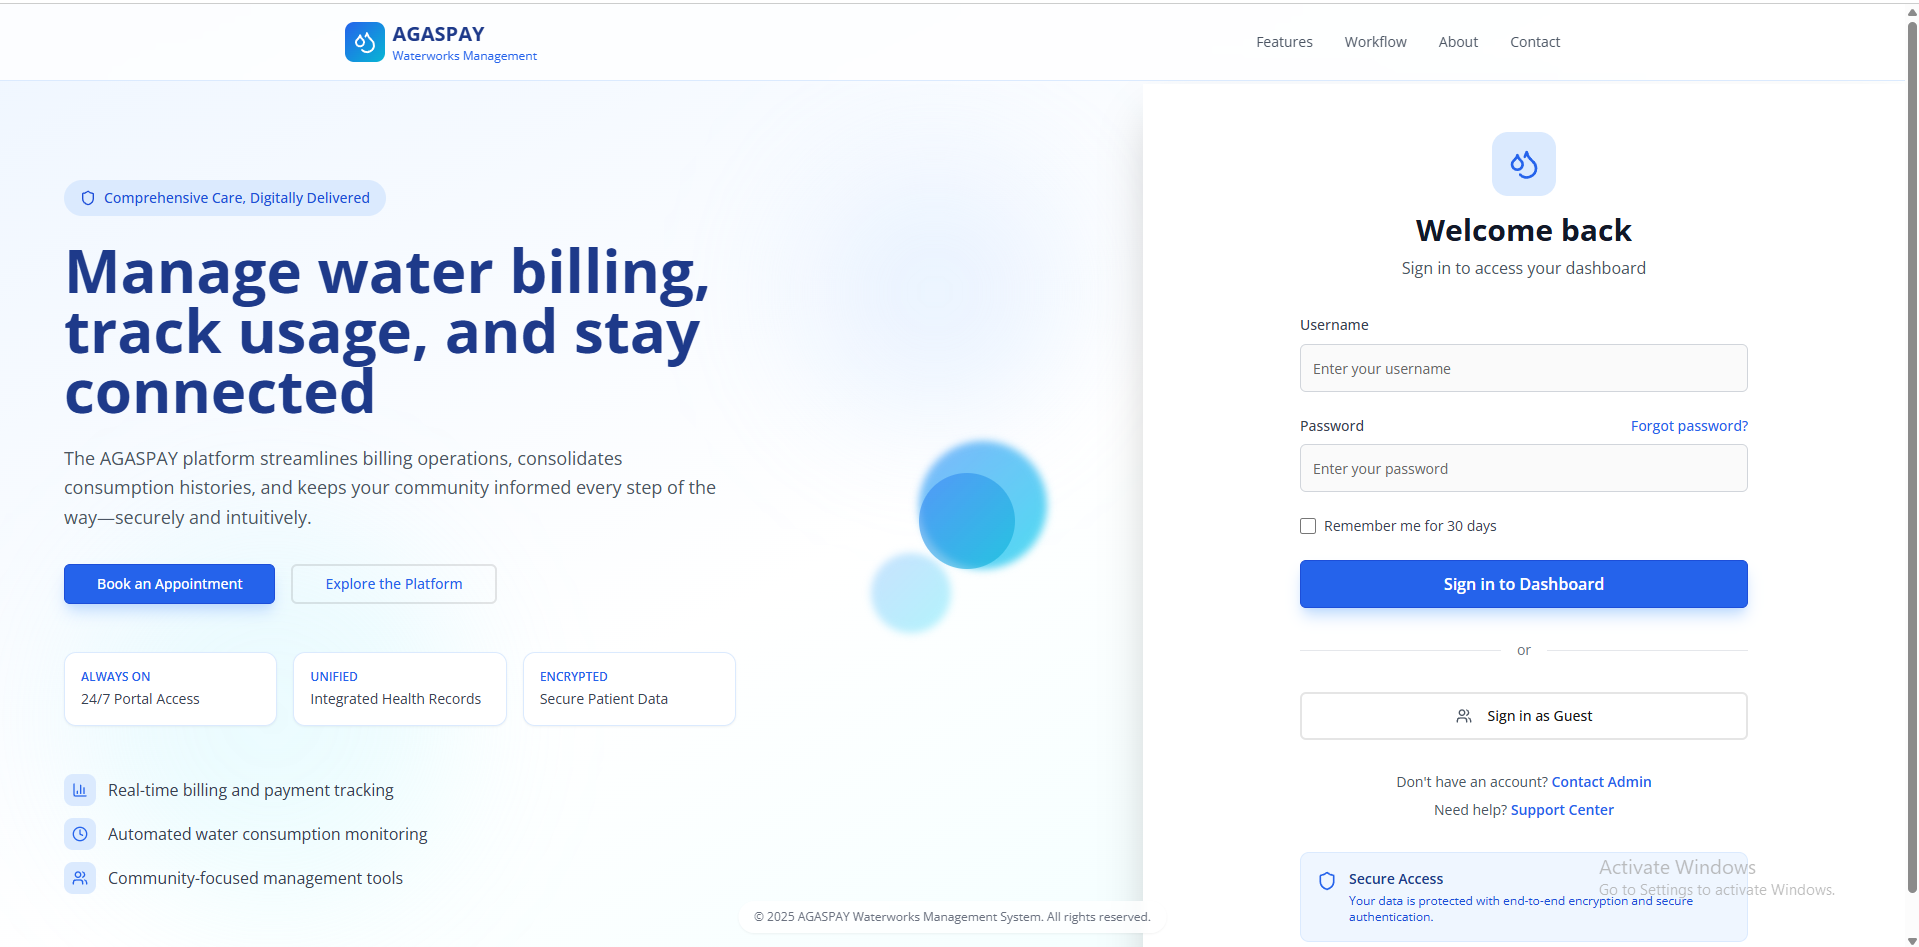 AGASPAY
Waterworks Management
Features
Workflow
About
Contact
Comprehensive Care, Digitally Delivered
Manage water billing,
track usage, and stay
connected
The AGASPAY platform streamlines billing operations, consolidates
consumption histories, and keeps your community informed every step of the
way—securely and intuitively.
Book an Appointment
Explore the Platform
ALWAYS ON
24/7 Portal Access
UNIFIED
Integrated Health Records
ENCRYPTED
Secure Patient Data
Real-time billing and payment tracking
Automated water consumption monitoring
Community-focused management tools
Welcome back
Sign in to access your dashboard
Username
Enter your username
Password
Forgot password?
Enter your password
Remember me for 30 days
Sign in to Dashboard
or
Sign in as Guest
Don't have an account? Contact Admin
Need help? Support Center
Secure Access
Your data is protected with end-to-end encryption and secure
authentication.
Activate Windows
Go to Settings to activate Windows.
© 2025 AGASPAY Waterworks Management System. All rights reserved.